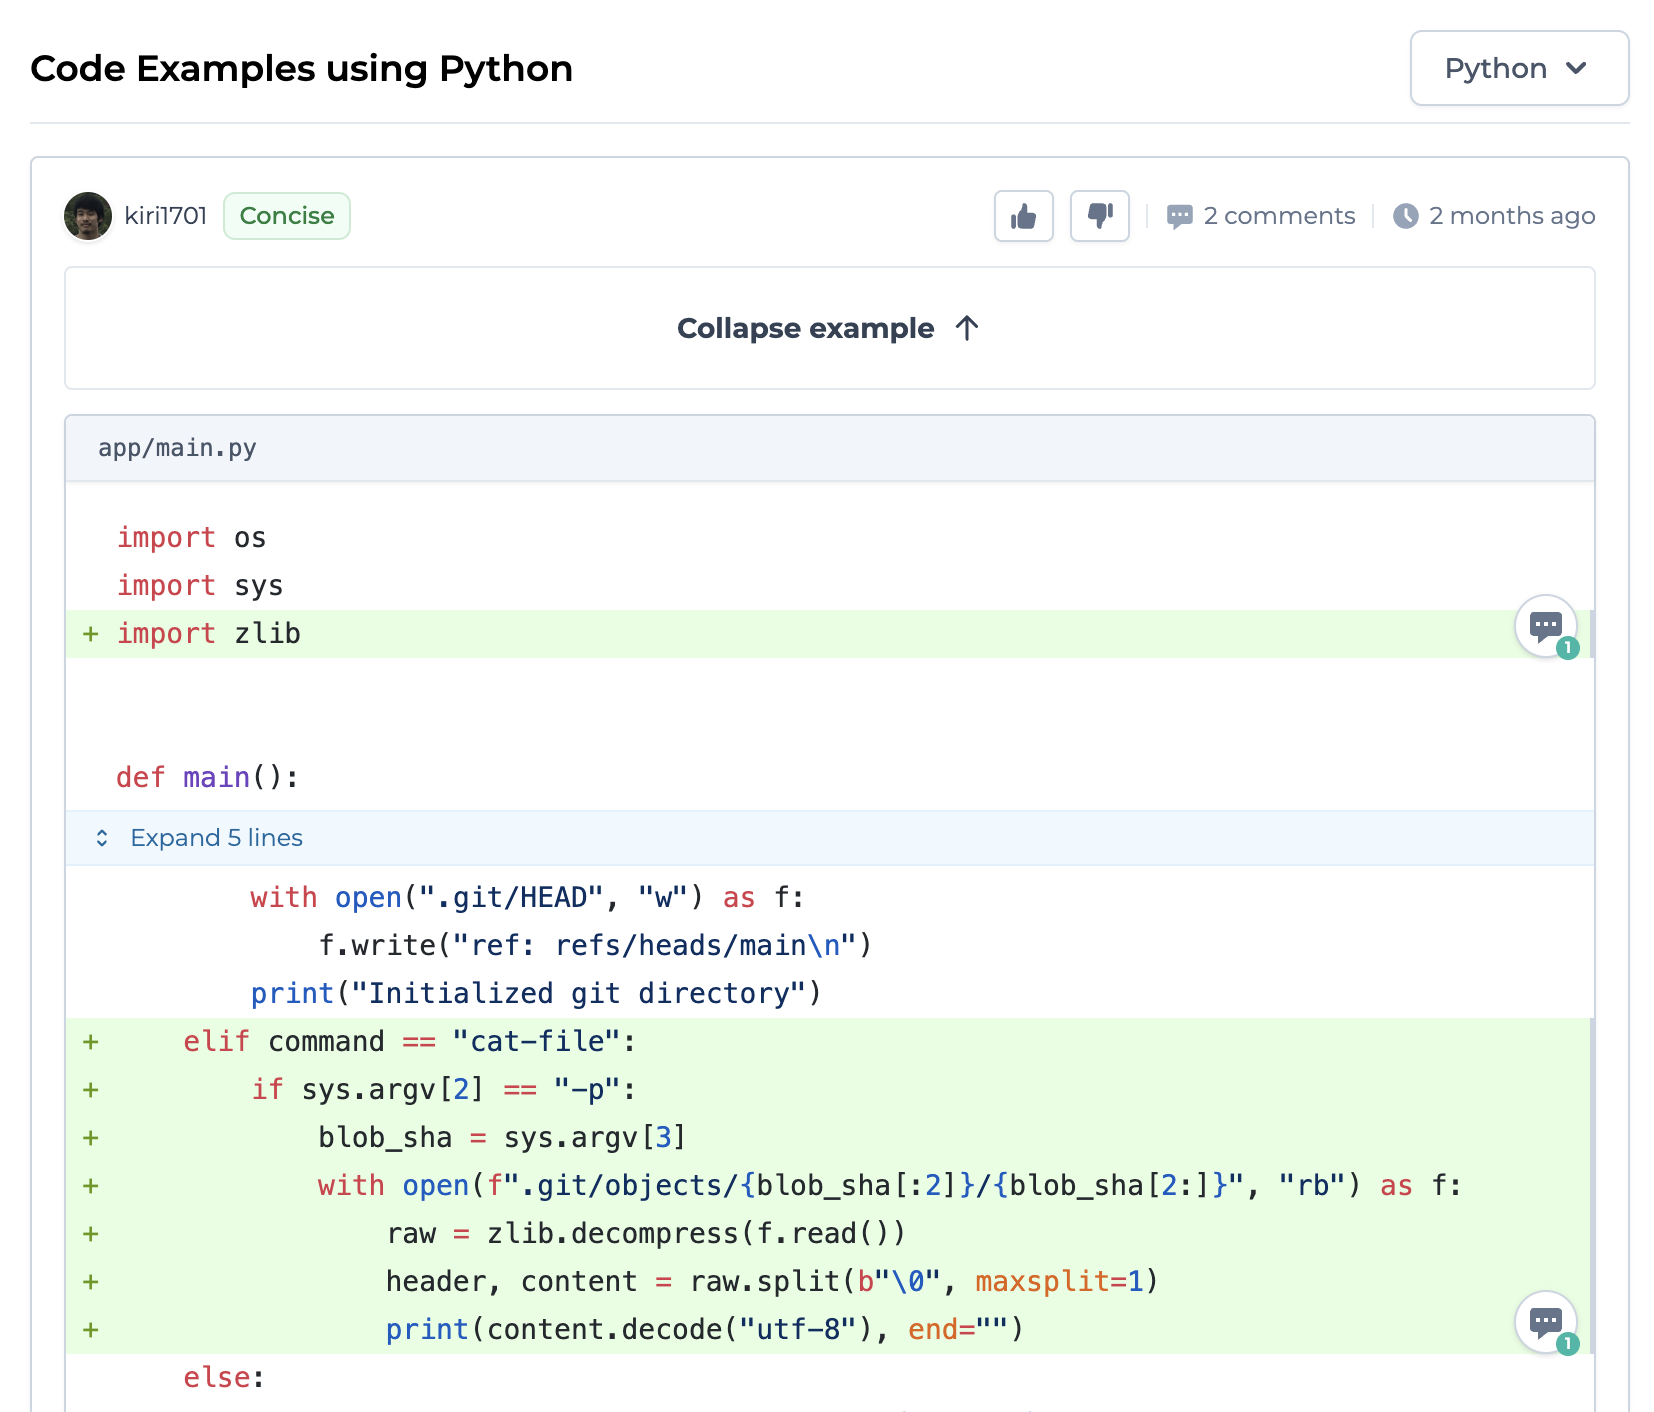 Code Examples using Python
Python
kiri1701 Concise 2 comments 2 months ago
Collapse example ↑
app/main.py
import os
import sys
+ import zlib
1
def main():
Expand 5 lines
        with open(".git/HEAD", "w") as f:
            f.write("ref: refs/heads/main\n")
        print("Initialized git directory")
+     elif command == "cat-file":
+         if sys.argv[2] == "-p":
+             blob_sha = sys.argv[3]
+             with open(f".git/objects/{blob_sha[:2]}/{blob_sha[2:]}", "rb") as f:
+                 raw = zlib.decompress(f.read())
+                 header, content = raw.split(b"\0", maxsplit=1)
+                 print(content.decode("utf-8"), end="")
1
    else: